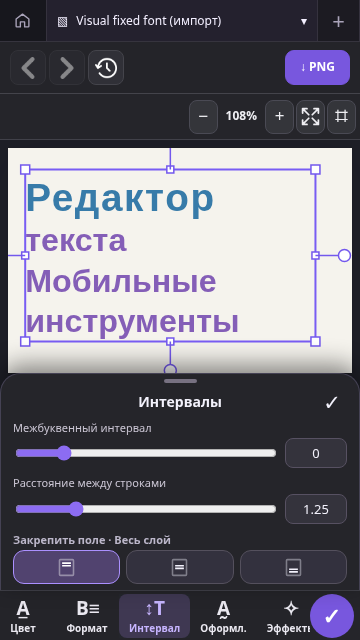 Visual fixed font (импорт)
↓ PNG
108%
Редактор
текста
Мобильные
инструменты
Интервалы
Межбуквенный интервал
0
Расстояние между строками
1.25
Закрепить поле · Весь слой
Цвет Формат Интервал Оформл. Эффект